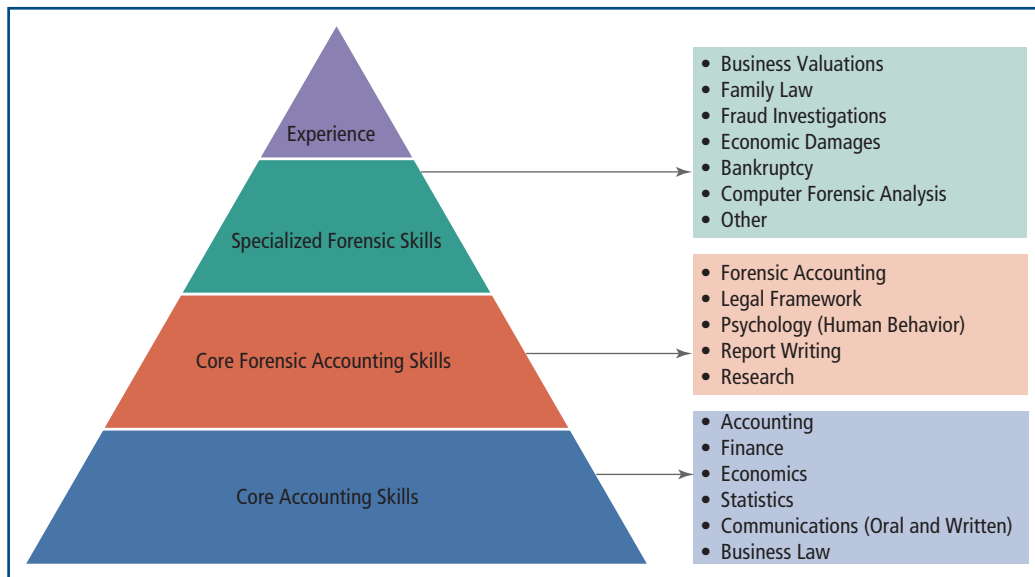 Experience
Specialized Forensic Skills
Core Forensic Accounting Skills
Core Accounting Skills
• Business Valuations
• Family Law
• Fraud Investigations
• Economic Damages
• Bankruptcy
• Computer Forensic Analysis
• Other
• Forensic Accounting
• Legal Framework
• Psychology (Human Behavior)
• Report Writing
• Research
• Accounting
• Finance
• Economics
• Statistics
• Communications (Oral and Written)
• Business Law